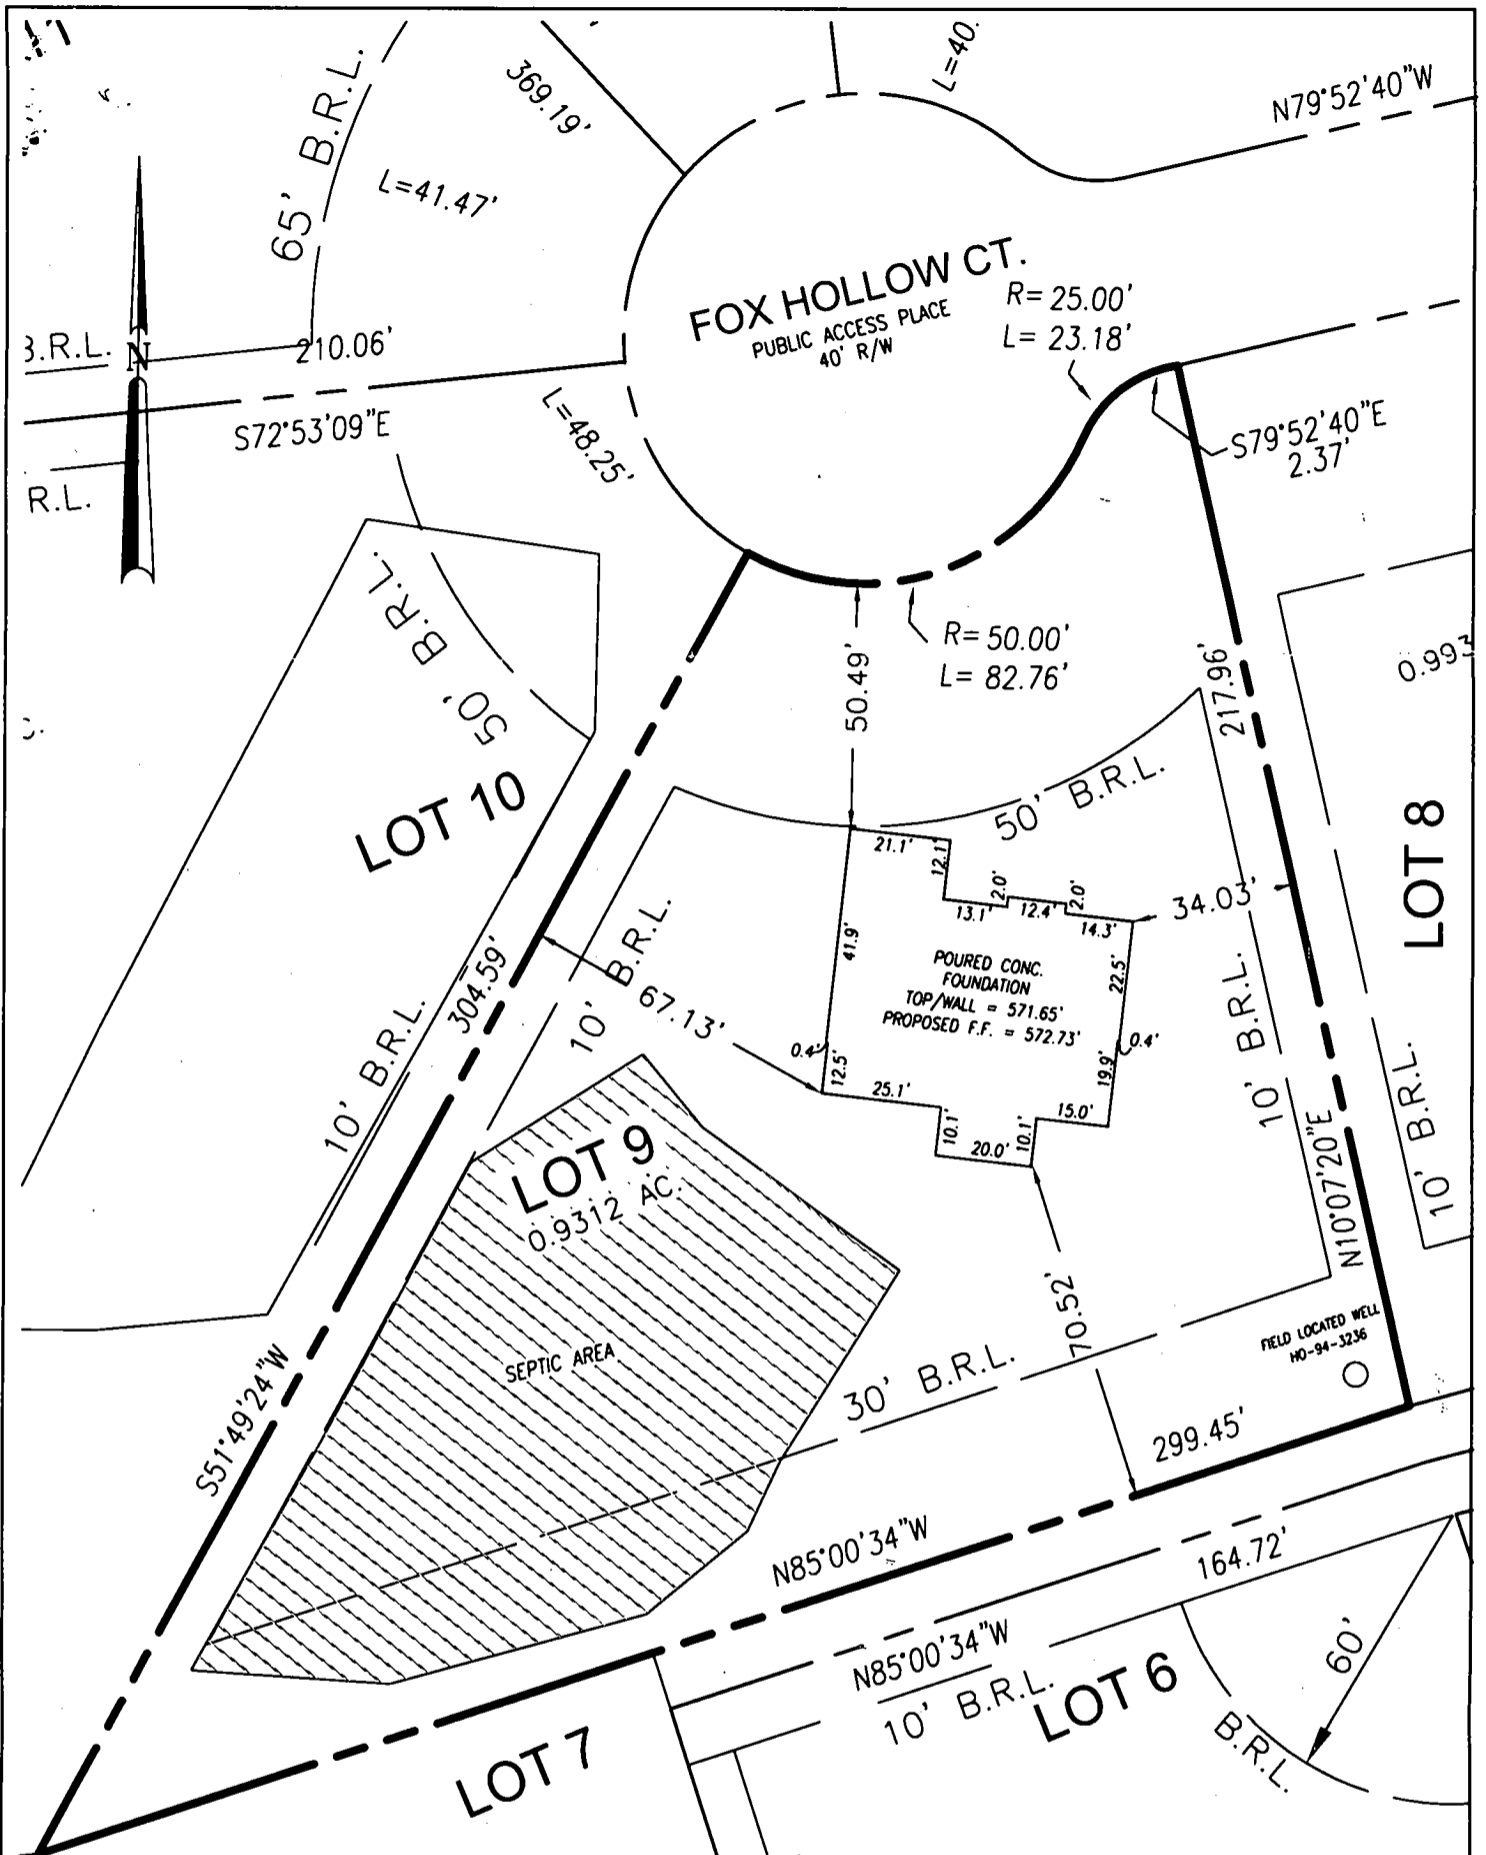 L=40.
N79°52'40"W
369.19'
65' B.R.L.
L=41.47'
FOX HOLLOW CT.
PUBLIC ACCESS PLACE
40' R/W
R= 25.00'
L= 23.18'
B.R.L.
N
210.06'
S72°53'09"E
L=48.25'
S79°52'40"E
2.37'
R.L.
50' B.R.L.
R= 50.00'
L= 82.76'
50.49'
217.96'
0.993
LOT 10
50' B.R.L.
LOT 8
21.1'
12.1'
13.1'
2.0'
12.4'
2.0'
14.3'
34.03'
41.9'
POURED CONC.
FOUNDATION
TOP/WALL = 571.65'
PROPOSED F.F. = 572.73'
22.5'
10' B.R.L.
304.59'
67.13'
0.4'
12.5'
25.1'
0.4'
19.9'
15.0'
10.1'
20.0'
10.1'
10' B.R.L.
10' B.R.L.
10' B.R.L.
N10°07'20"E
LOT 9
0.9312 AC.
70.52'
FIELD LOCATED WELL
HO-94-3236
SEPTIC AREA
30' B.R.L.
S51°49'24"W
299.45'
N85°00'34"W
164.72'
N85°00'34"W
10' B.R.L.
LOT 6
60'
B.R.L.
LOT 7